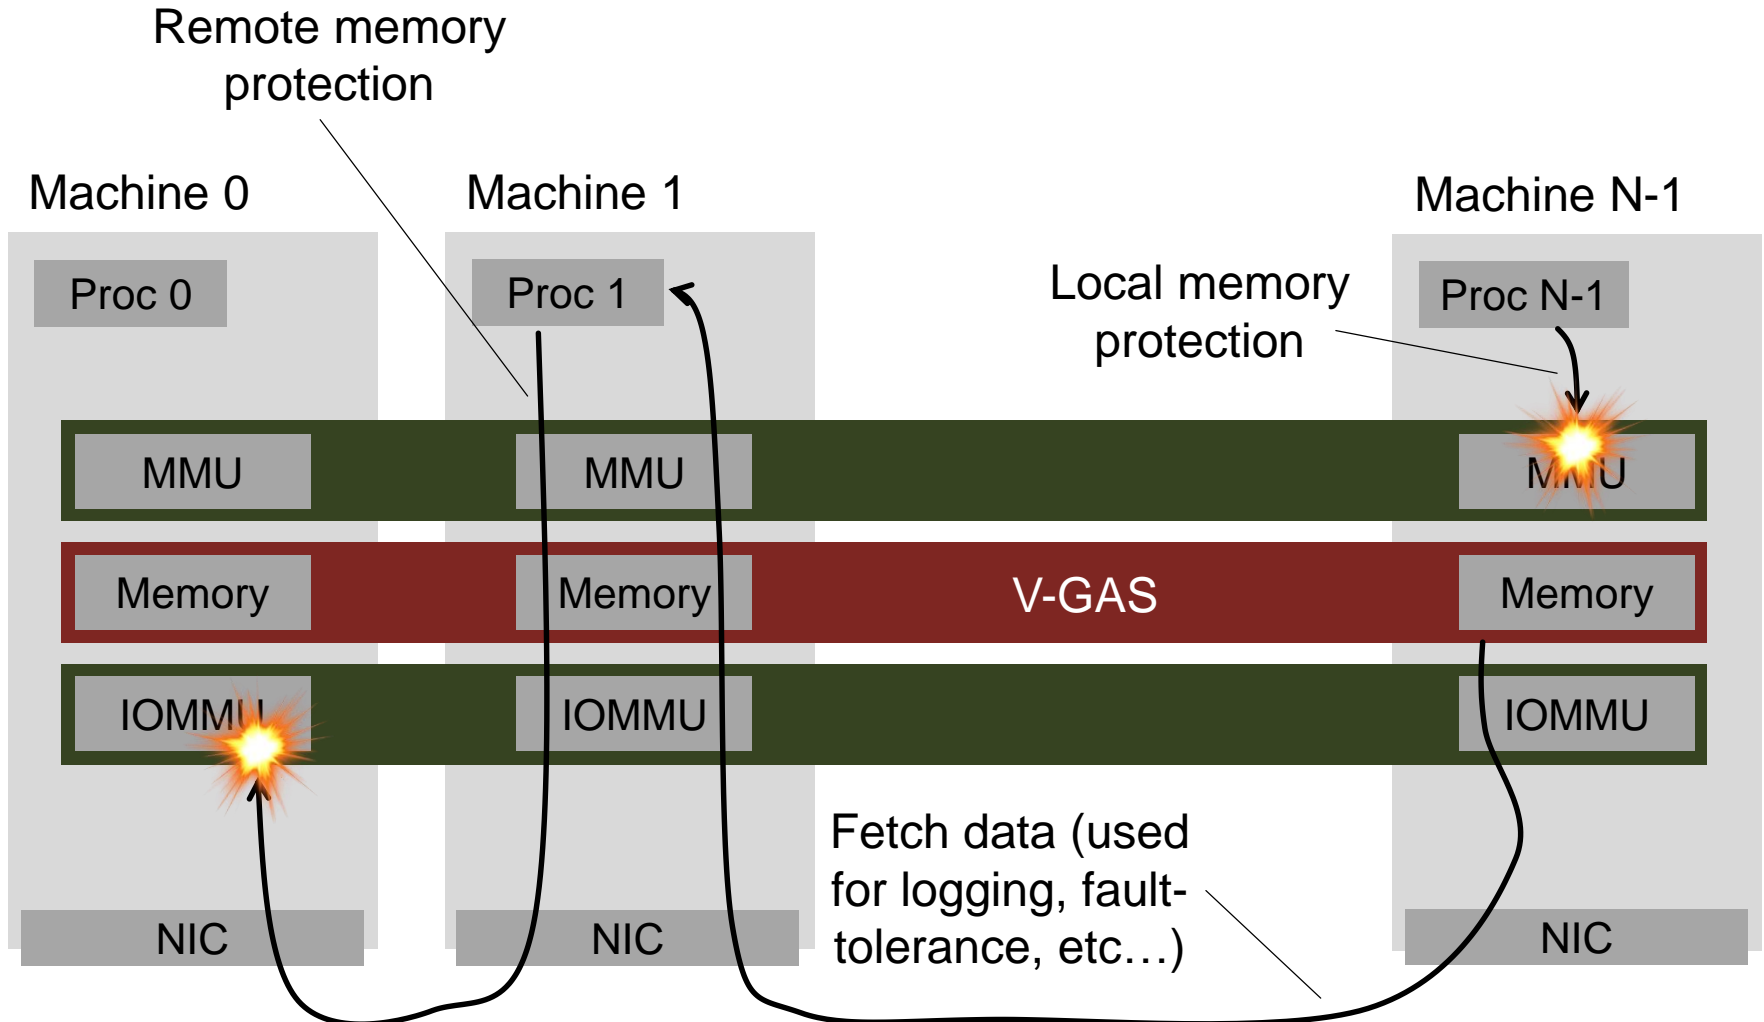 Remote memory
protection
Machine 0
Machine 1
Machine N-1
Proc 0
Proc 1
Local memory
protection
Proc N-1
MMU
MMU
MMU
Memory
Memory
V-GAS
Memory
IOMMU
IOMMU
IOMMU
Fetch data (used
for logging, fault-
tolerance, etc…)
NIC
NIC
NIC